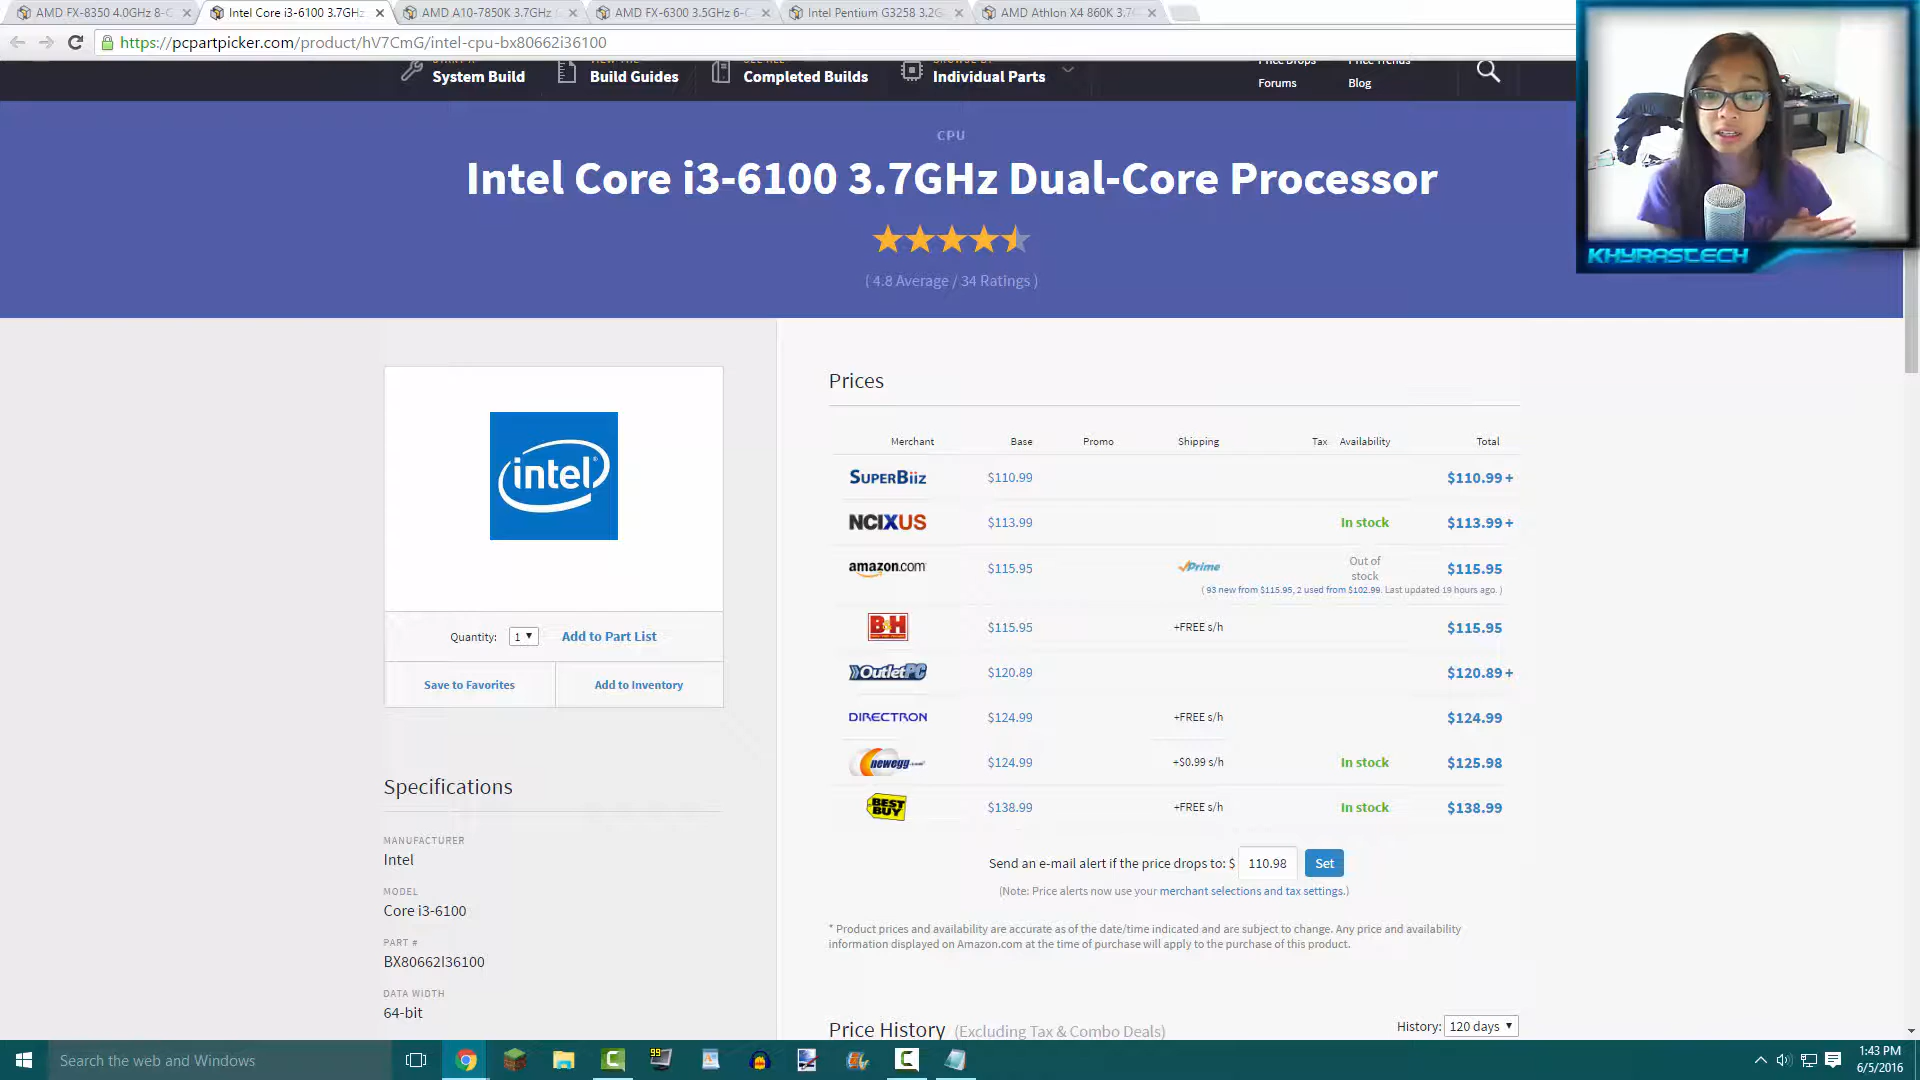 AMD FX-8350 4.0GHz 8-C
Intel Core i3-6100 3.7GHz
AMD A10-7850K 3.7GHz
AMD FX-6300 3.5GHz 6-C
Intel Pentium G3258 3.2G
AMD Athlon X4 860K 3.7
https://pcpartpicker.com/product/hV7CmG/intel-cpu-bx80662i36100
System Build
Build Guides
Completed Builds
Individual Parts
Price Drops
Price Trends
Forums
Blog
KHYRASTECH
CPU
Intel Core i3-6100 3.7GHz Dual-Core Processor
( 4.8 Average / 34 Ratings )
intel
Quantity: 1 Add to Part List
Save to Favorites Add to Inventory
Specifications
MANUFACTURER
Intel
MODEL
Core i3-6100
PART #
BX80662I36100
DATA WIDTH
64-bit
Prices
Merchant Base Promo Shipping Tax Availability Total
SUPERBIIZ $110.99 $110.99 +
NCIXUS $113.99 In stock $113.99 +
amazon.com $115.95 Prime Out of stock $115.95
( 93 new from $115.95, 2 used from $102.99. Last updated 19 hours ago. )
B&H $115.95 +FREE s/h $115.95
OutletPC $120.89 $120.89 +
DIRECTRON $124.99 +FREE s/h $124.99
newegg.com $124.99 +$0.99 s/h In stock $125.98
BEST BUY $138.99 +FREE s/h In stock $138.99
Send an e-mail alert if the price drops to: $ 110.98 Set
(Note: Price alerts now use your merchant selections and tax settings.)
* Product prices and availability are accurate as of the date/time indicated and are subject to change. Any price and availability
information displayed on Amazon.com at the time of purchase will apply to the purchase of this product.
Price History (Excluding Tax & Combo Deals)
History: 120 days
Search the web and Windows
99
1:43 PM
6/5/2016